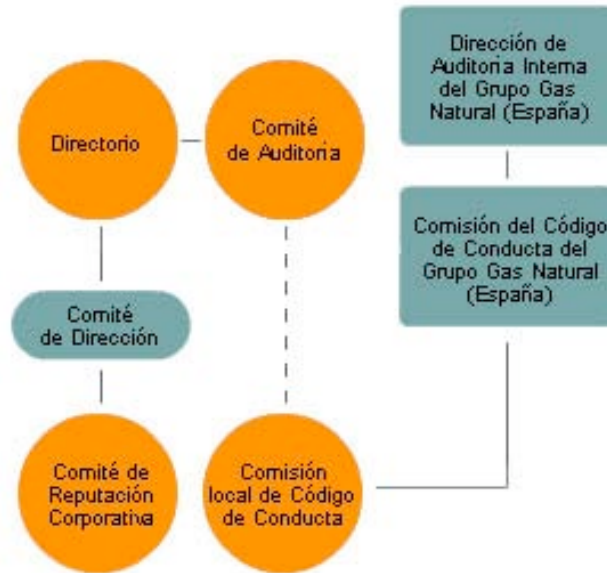 Directorio
Comité
de Auditoria
Dirección de
Auditoria Interna
del Grupo Gas
Natural (España)
Comisión del Código
de Conducta del
Grupo Gas Natural
(España)
Comité
de Dirección
Comité de
Reputación
Corporativa
Comisión
local de Código
de Conducta